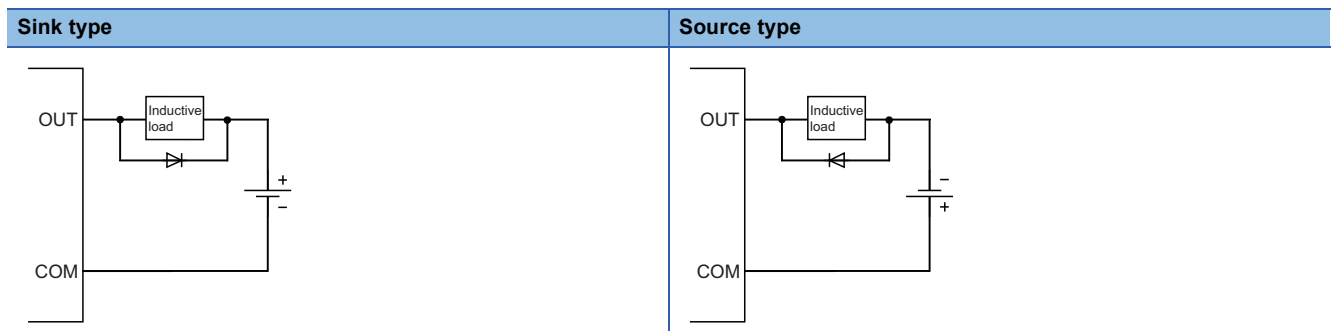 Sink type
Source type
OUT
Inductive
load
+
–
COM
OUT
Inductive
load
–
+
COM